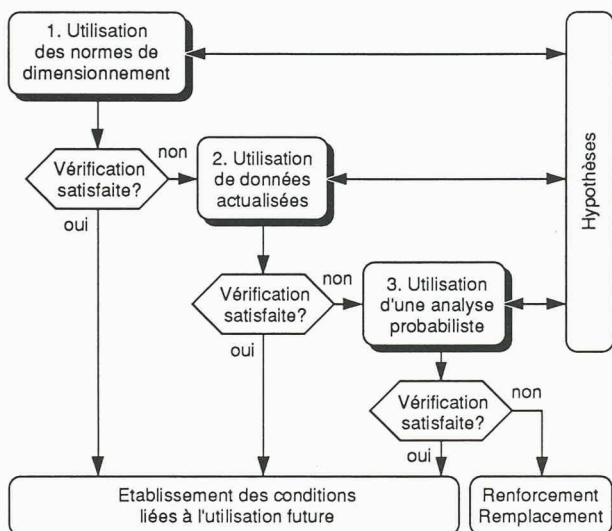 1. Utilisation
des normes de
dimensionnement
Hypothèses
Vérification
satisfaite?
non
oui
2. Utilisation
de données
actualisées
Vérification
satisfaite?
non
oui
3. Utilisation
d'une analyse
probabiliste
Vérification
satisfaite?
non
oui
Etablissement des conditions
liées à l'utilisation future
Renforcement
Remplacement